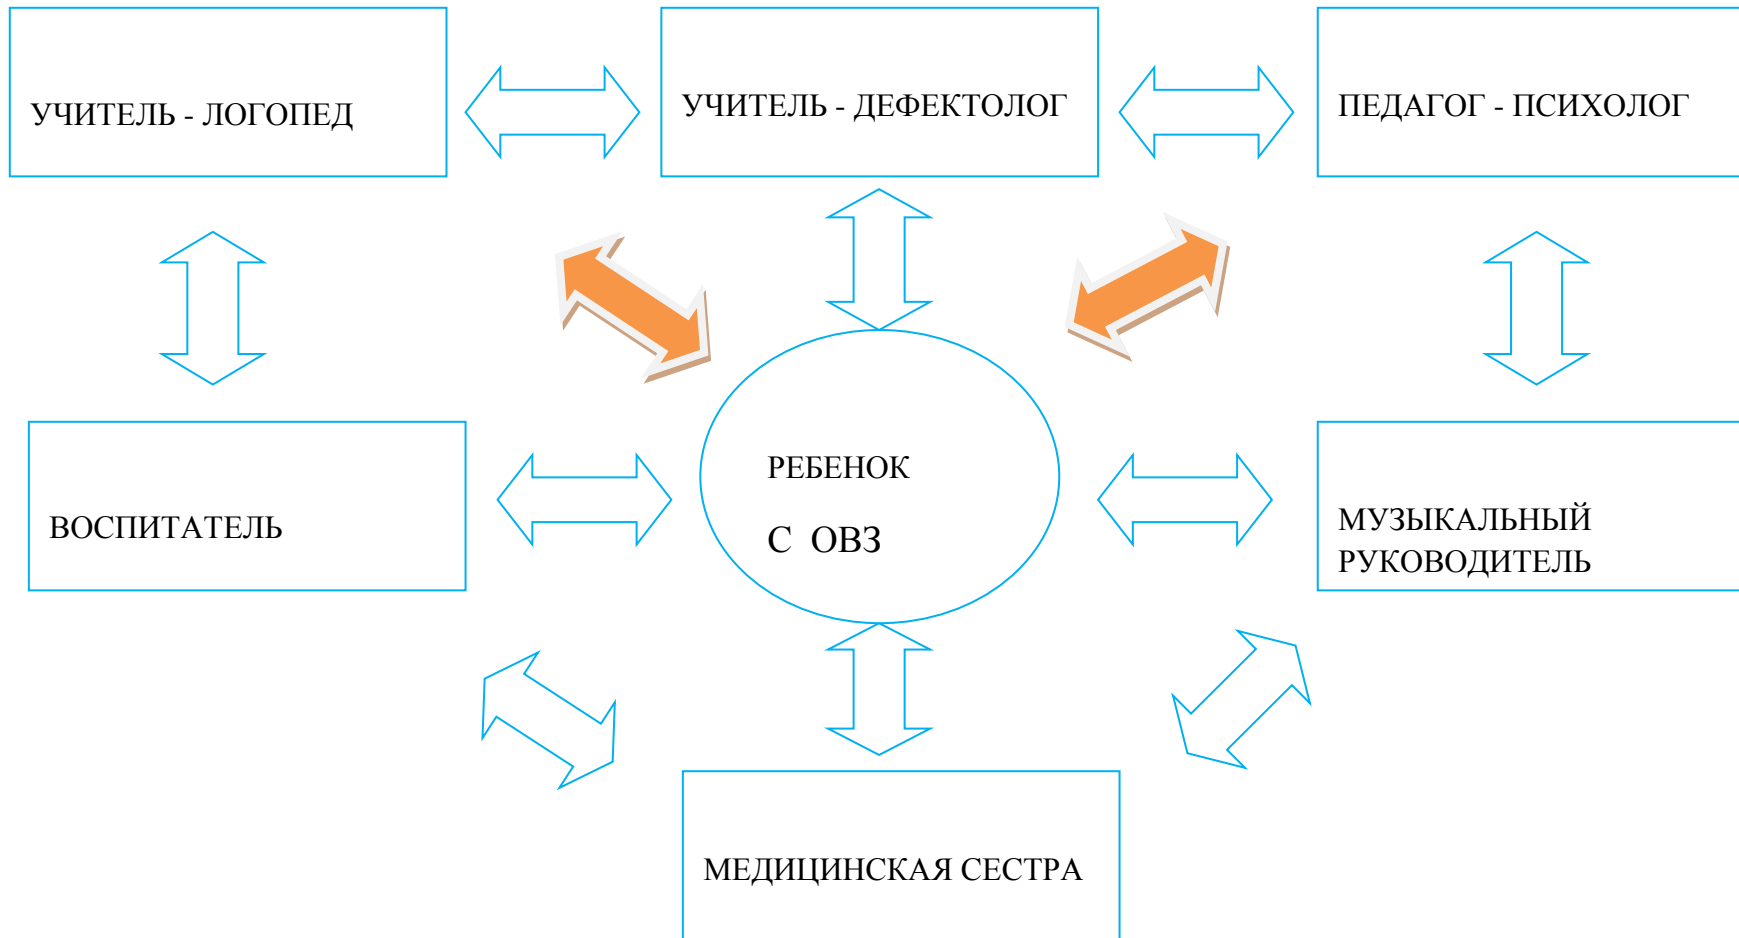 УЧИТЕЛЬ - ЛОГОПЕД
УЧИТЕЛЬ - ДЕФЕКТОЛОГ
ПЕДАГОГ - ПСИХОЛОГ
РЕБЕНОК
С ОВЗ
ВОСПИТАТЕЛЬ
МУЗЫКАЛЬНЫЙ
РУКОВОДИТЕЛЬ
МЕДИЦИНСКАЯ СЕСТРА